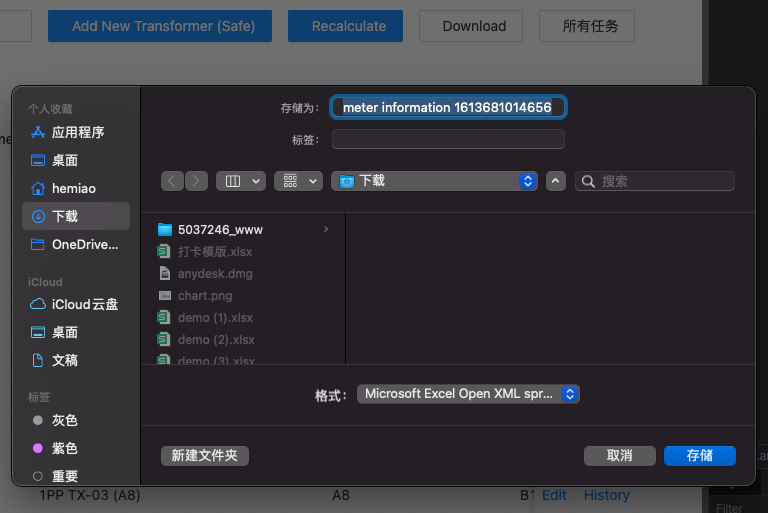 Add New Transformer (Safe)
Recalculate
Download
所有任务
个人收藏
应用程序
桌面
hemiao
下载
OneDrive...
iCloud
iCloud云盘
桌面
文稿
标签
灰色
紫色
重要
存储为：
meter information 1613681014656
标签：
下载
搜索
5037246_www
打卡模版.xlsx
anydesk.dmg
chart.png
demo (1).xlsx
demo (2).xlsx
demo (3).xlsx
格式：
Microsoft Excel Open XML spr...
新建文件夹
取消
存储
1PP TX-03 (A8)
A8
Edit
History
Filter